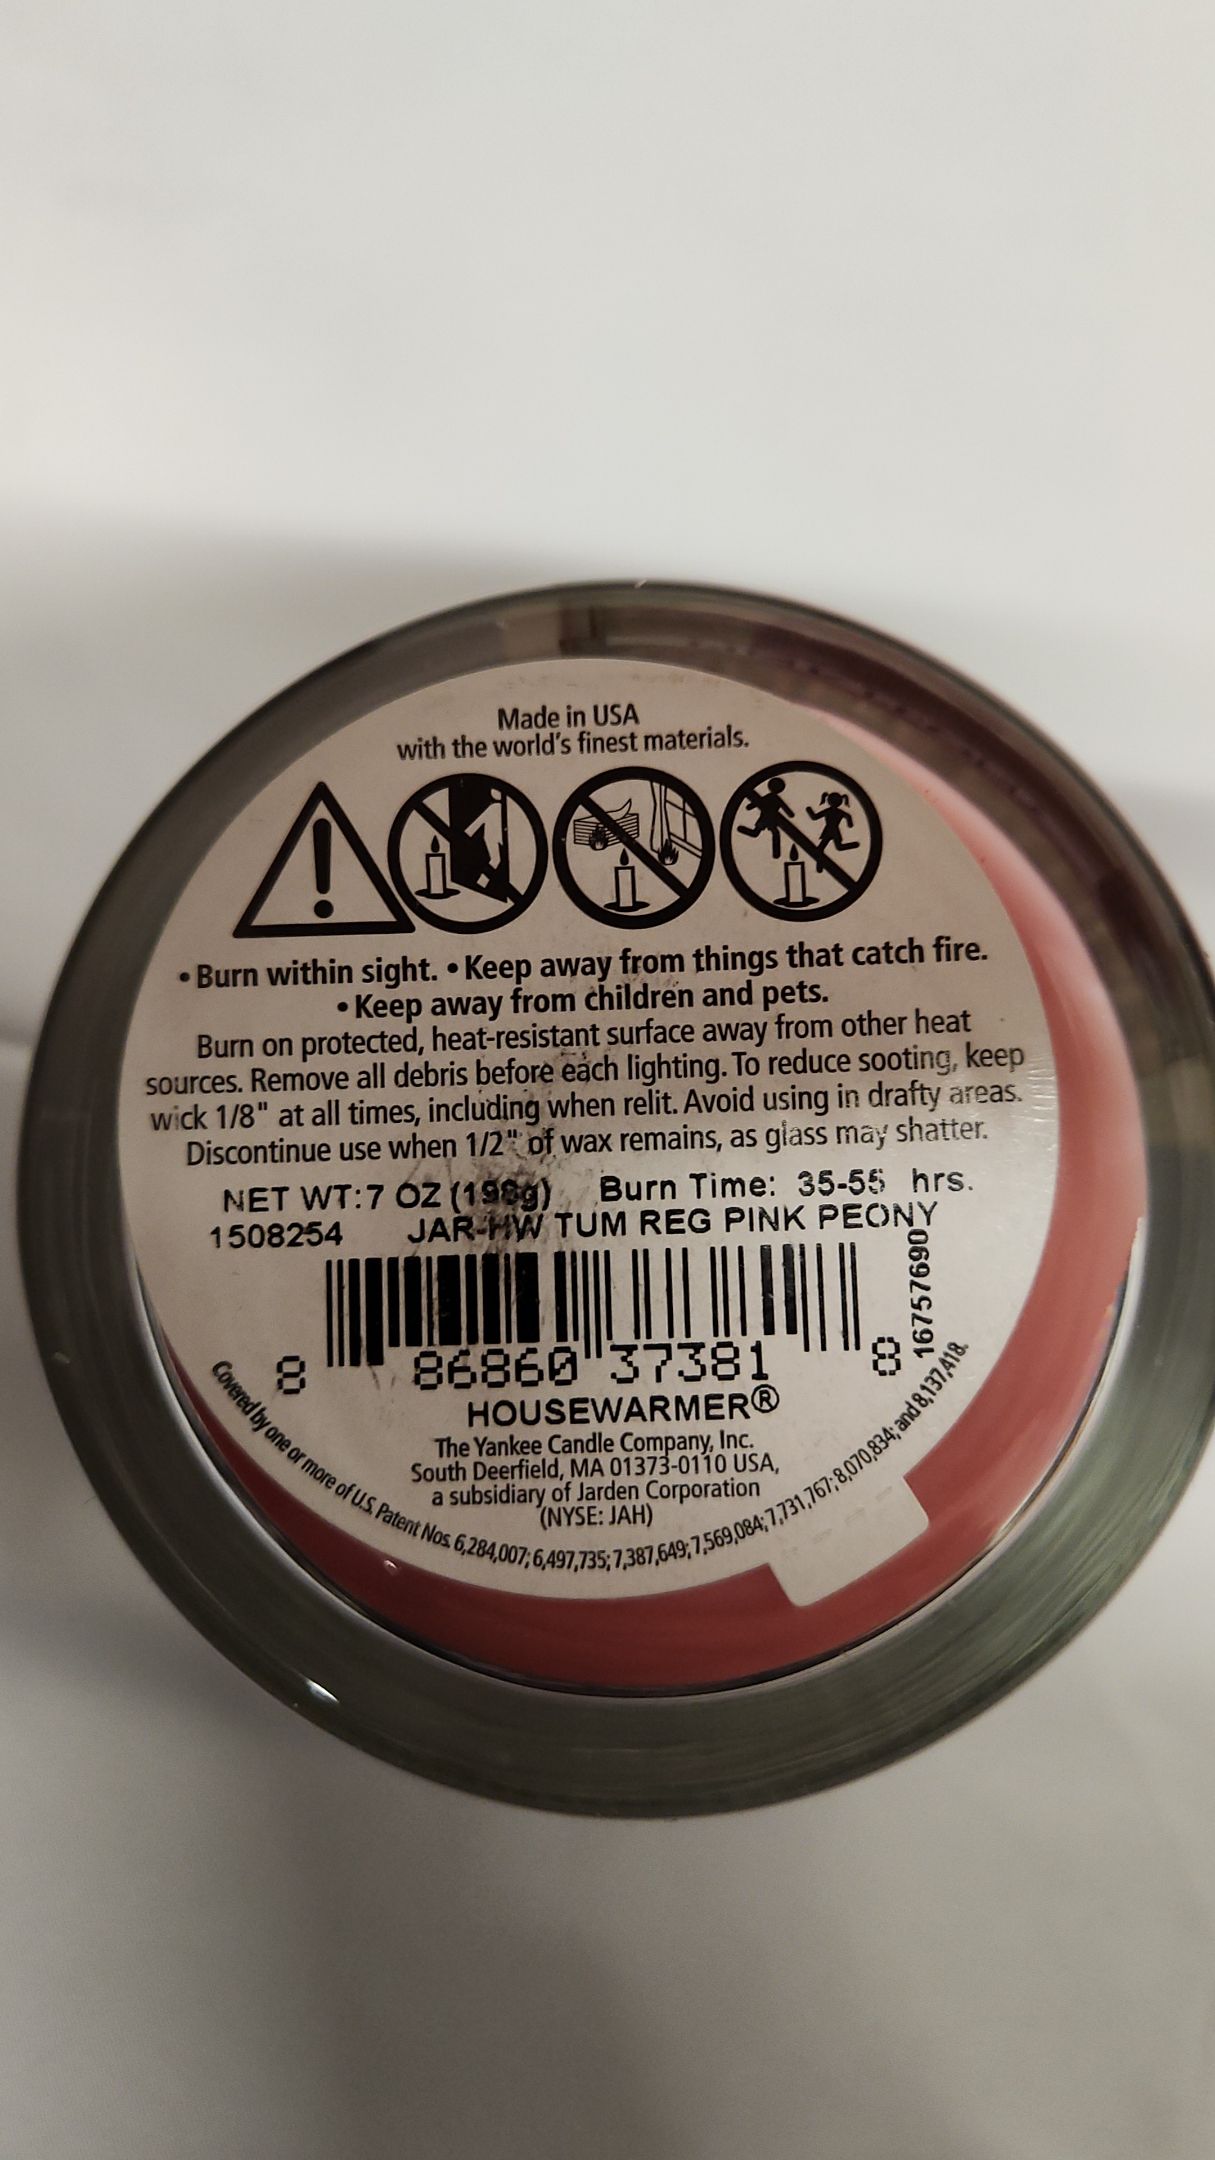 Made in USA
with the world's finest materials.
• Burn within sight. • Keep away from things that catch fire.
• Keep away from children and pets.
Burn on protected, heat-resistant surface away from other heat
sources. Remove all debris before each lighting. To reduce sooting, keep
wick 1/8" at all times, including when relit. Avoid using in drafty areas.
Discontinue use when 1/2" of wax remains, as glass may shatter.
NET WT:7 OZ (198g) Burn Time: 35-55 hrs.
1508254 JAR-HW TUM REG PINK PEONY
8 86860 37381 8
1675769​0
HOUSEWARMER®
The Yankee Candle Company, Inc.
South Deerfield, MA 01373-0110 USA,
a subsidiary of Jarden Corporation
(NYSE: JAH)
Covered by one or more of U.S. Patent Nos. 6,284,007; 6,497,735; 7,387,649; 7,569,084; 7,731,767; 8,070,834; and 8,137,418.